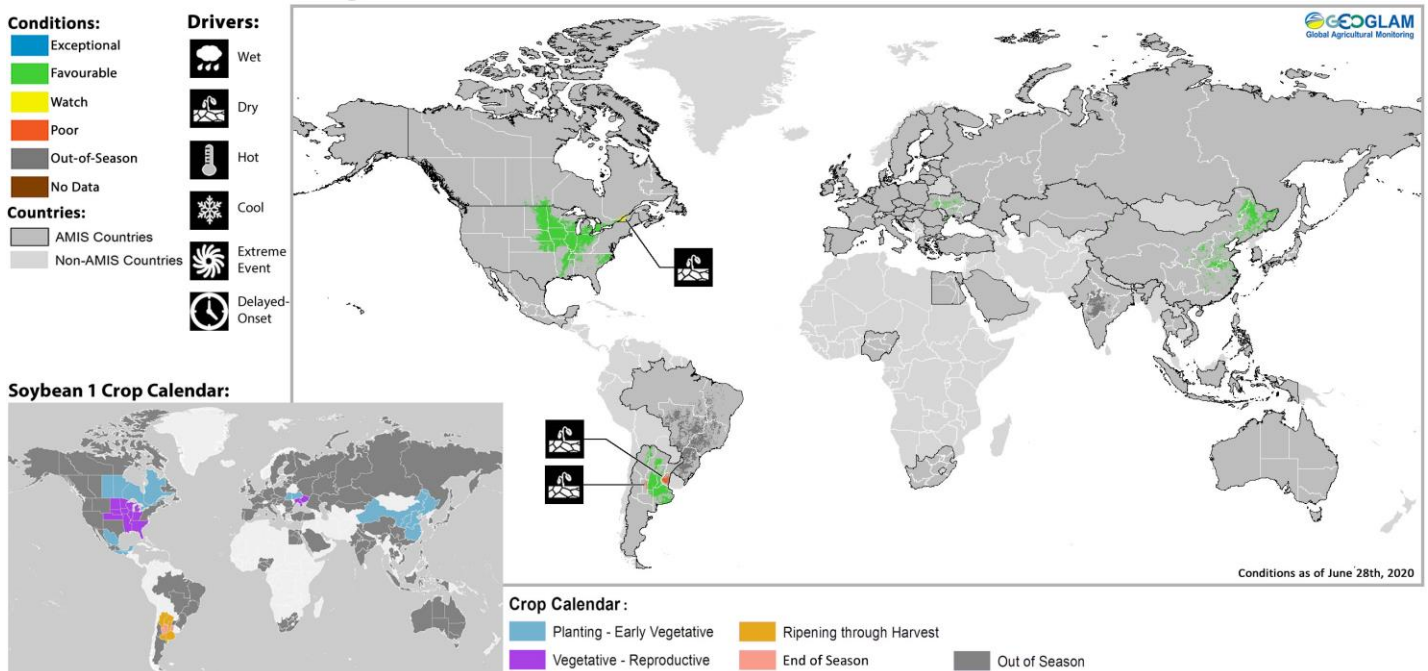 Conditions:
Exceptional
Favourable
Watch
Poor
Out-of-Season
No Data
Countries:
AMIS Countries
Non-AMIS Countries
Drivers:
Wet
Dry
Hot
Cool
Extreme
Event
Delayed-
Onset
GEOGLAM
Global Agricultural Monitoring
Conditions as of June 28th, 2020
Soybean 1 Crop Calendar:
Crop Calendar :
Planting - Early Vegetative
Vegetative - Reproductive
Ripening through Harvest
End of Season
Out of Season